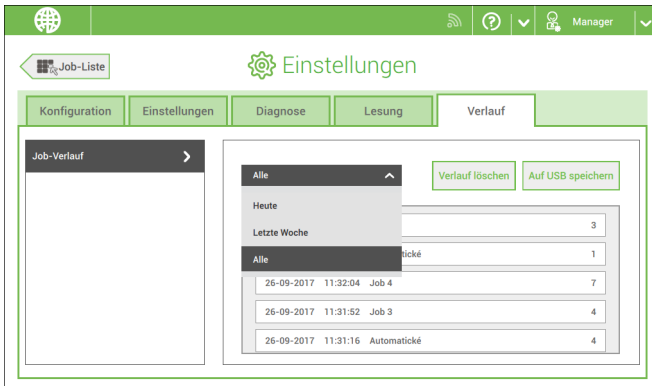 Manager
Job-Liste
Einstellungen
Konfiguration Einstellungen Diagnose Lesung Verlauf
Job-Verlauf
Alle
Verlauf löschen Auf USB speichern
Heute
3
Letzte Woche
1
Alle
26-09-2017 11:32:04 Job 4 7
26-09-2017 11:31:52 Job 3 4
26-09-2017 11:31:16 Automatické 4